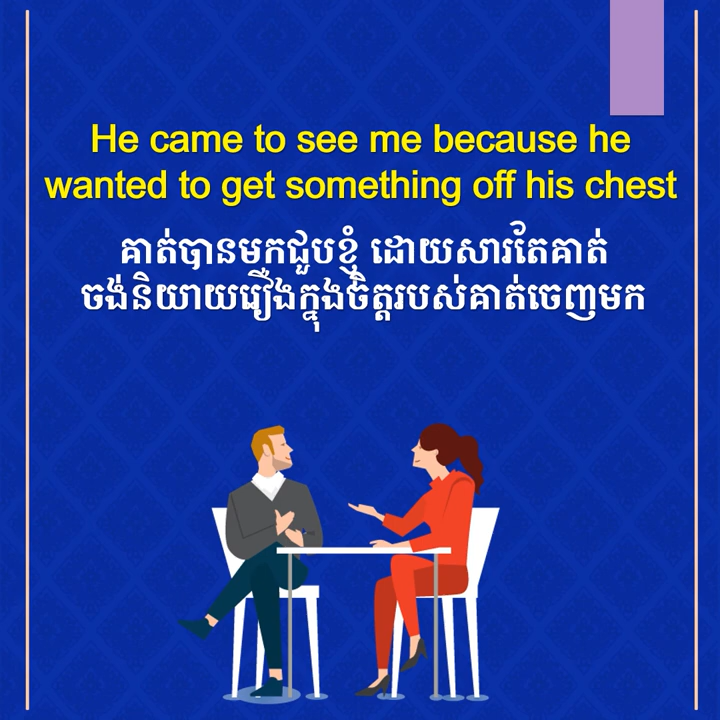 He came to see me because he
wanted to get something off his chest
គាត់បានមកជួបខ្ញុំ ដោយសារតែគាត់
ចង់និយាយរឿងក្នុងចិត្តរបស់គាត់ចេញមក